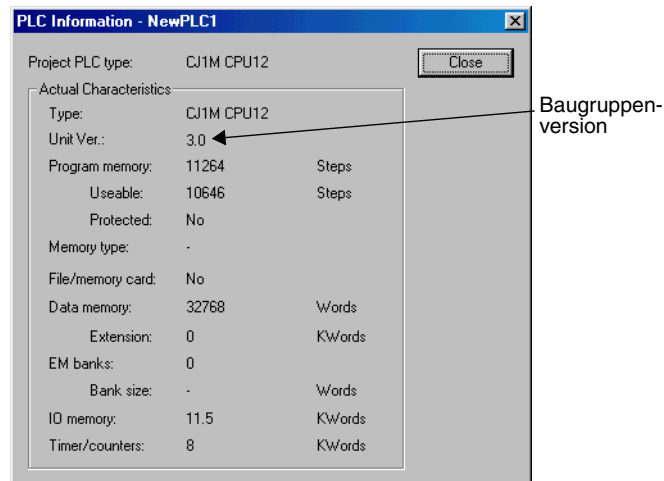 PLC Information - NewPLC1
Project PLC type: CJ1M CPU12 Close
Actual Characteristics
Type: CJ1M CPU12
Unit Ver.: 3.0
Baugruppen-
version
Program memory: 11264 Steps
Useable: 10646 Steps
Protected: No
Memory type: -
File/memory card: No
Data memory: 32768 Words
Extension: 0 KWords
EM banks: 0
Bank size: - Words
IO memory: 11.5 KWords
Timer/counters: 8 KWords